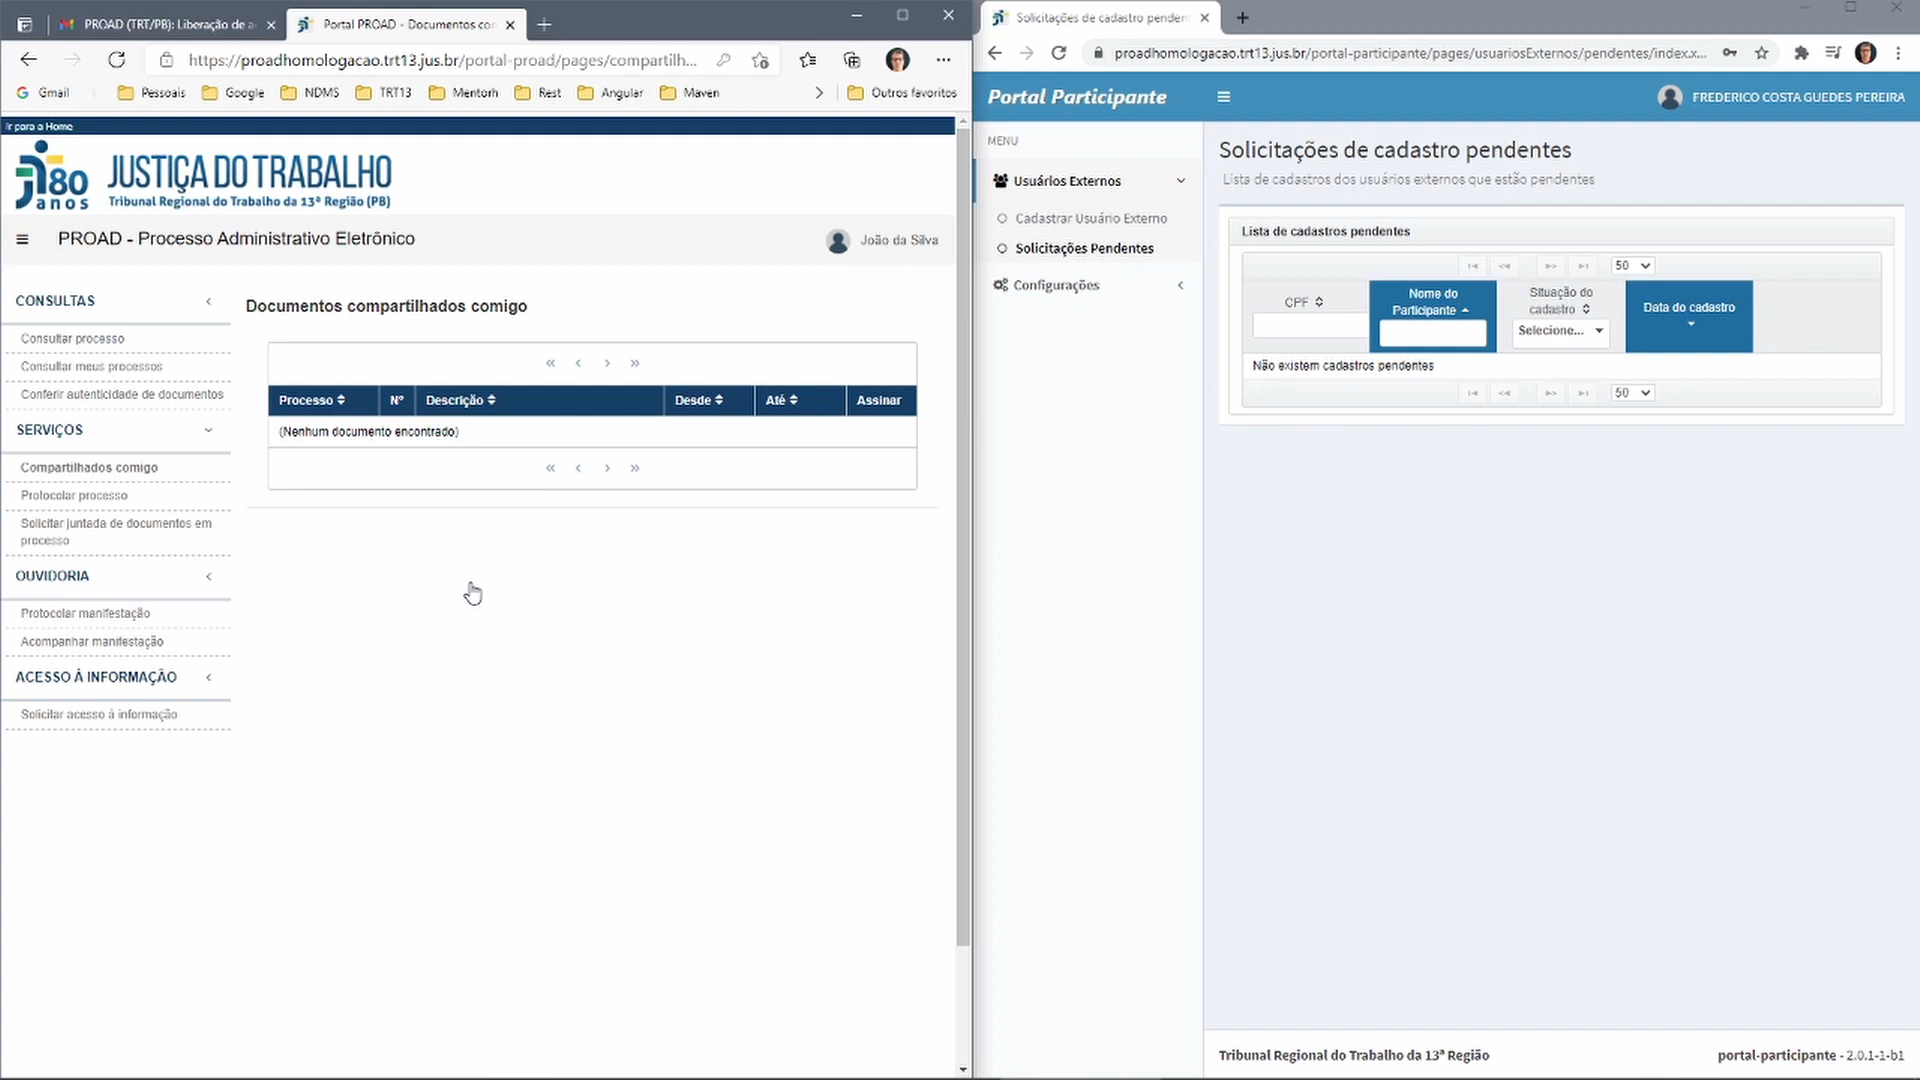 PROAD (TRT/PB): Liberação de a
Portal PROAD - Documentos con
https://proadhomologacao.trt13.jus.br/portal-proad/pages/compartilh...
Gmail
Pessoais
Google
NDMS
TRT13
Mentorh
Rest
Angular
Maven
Outros favoritos
Ir para a Home
80
anos
JUSTIÇA DO TRABALHO
Tribunal Regional do Trabalho da 13ª Região (PB)
PROAD - Processo Administrativo Eletrônico
João da Silva
CONSULTAS
Consultar processo
Consultar meus processos
Conferir autenticidade de documentos
SERVIÇOS
Compartilhados comigo
Protocolar processo
Solicitar juntada de documentos em
processo
OUVIDORIA
Protocolar manifestação
Acompanhar manifestação
ACESSO À INFORMAÇÃO
Solicitar acesso à informação
Documentos compartilhados comigo
« ‹ › »
Processo Nº Descrição Desde Até Assinar
(Nenhum documento encontrado)
« ‹ › »
Solicitações de cadastro penden
proadhomologacao.trt13.jus.br/portal-participante/pages/usuariosExternos/pendentes/index.x...
Portal Participante
FREDERICO COSTA GUEDES PEREIRA
MENU
Usuários Externos
Cadastrar Usuário Externo
Solicitações Pendentes
Configurações
Solicitações de cadastro pendentes
Lista de cadastros dos usuários externos que estão pendentes
Lista de cadastros pendentes
50
CPF
Nome do
Participante
Situação do
cadastro
Selecione...
Data do cadastro
Não existem cadastros pendentes
50
Tribunal Regional do Trabalho da 13ª Região
portal-participante - 2.0.1-1-b1